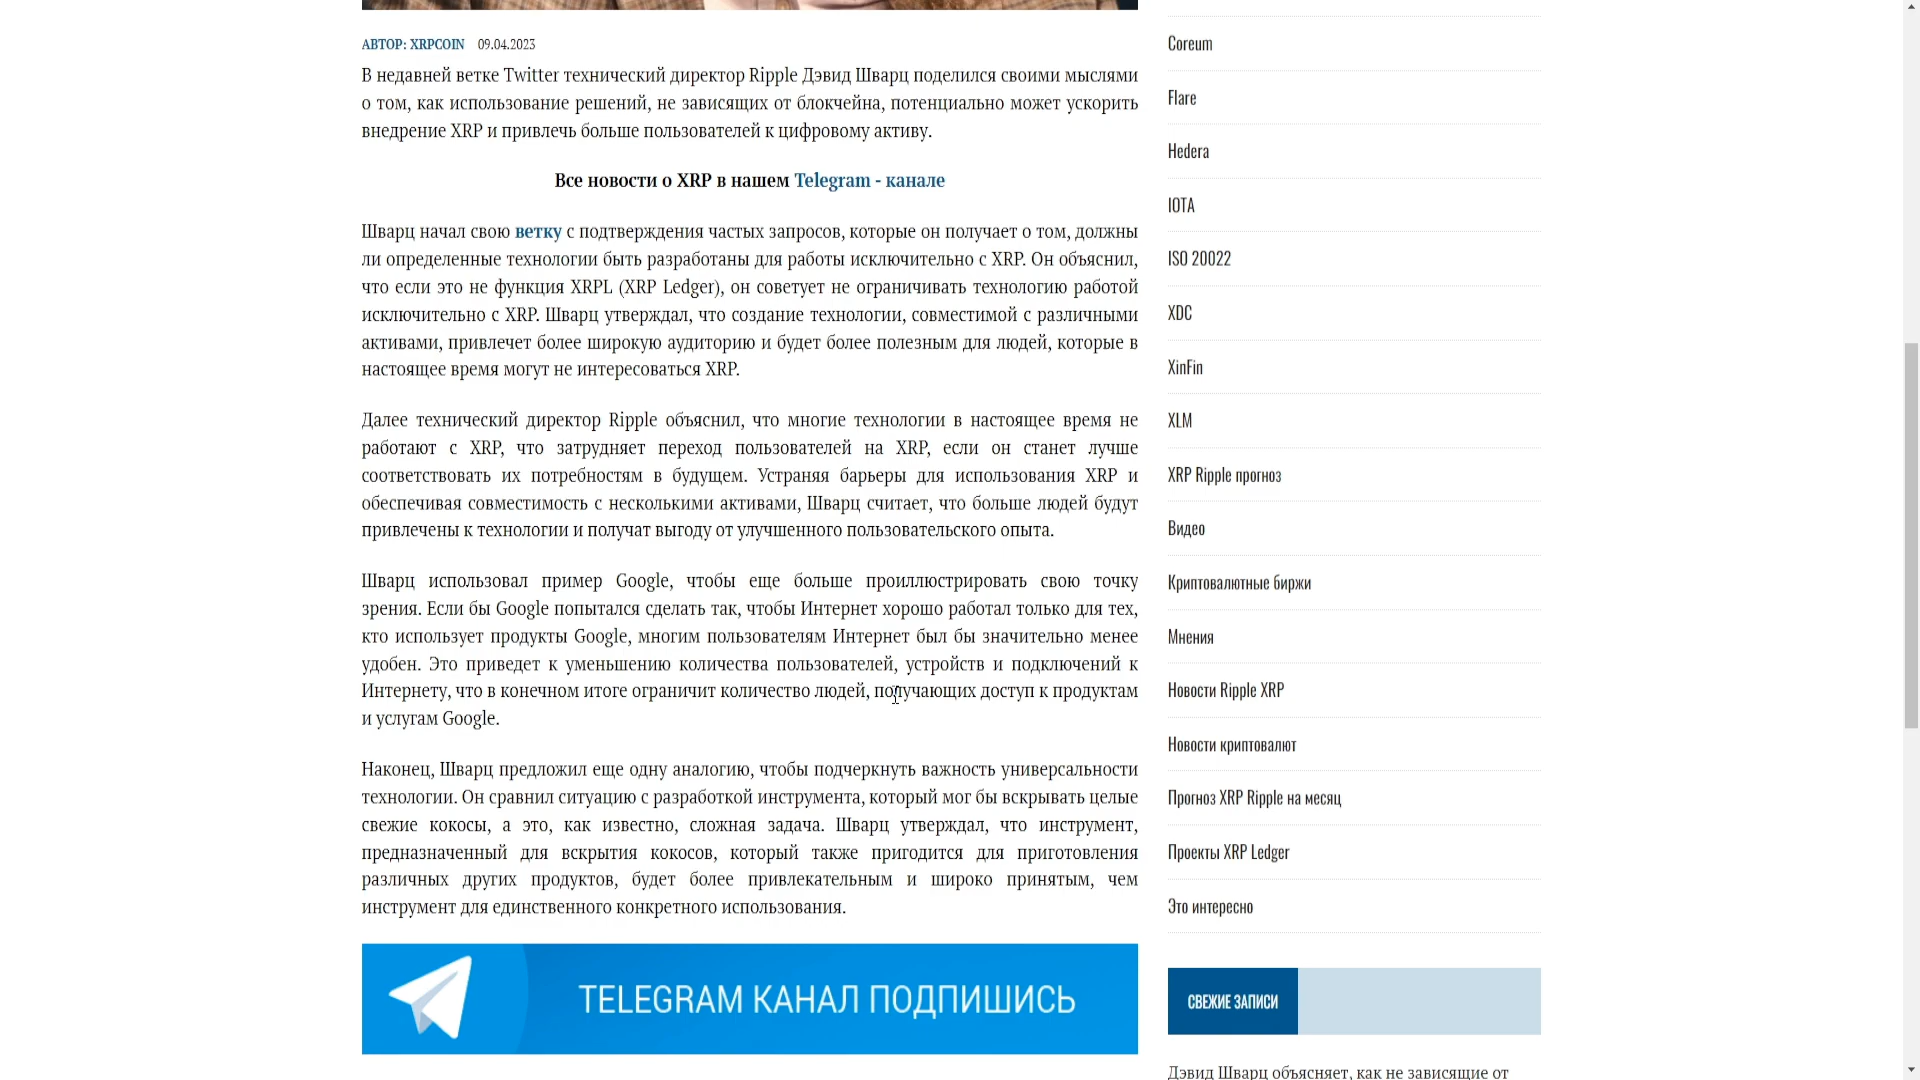 АВТОР: XRPCOIN 09.04.2023
В недавней ветке Twitter технический директор Ripple Дэвид Шварц поделился своими мыслями
о том, как использование решений, не зависящих от блокчейна, потенциально может ускорить
внедрение XRP и привлечь больше пользователей к цифровому активу.
Все новости о XRP в нашем Telegram - канале
Шварц начал свою ветку с подтверждения частых запросов, которые он получает о том, должны
ли определенные технологии быть разработаны для работы исключительно с XRP. Он объяснил,
что если это не функция XRPL (XRP Ledger), он советует не ограничивать технологию работой
исключительно с XRP. Шварц утверждал, что создание технологии, совместимой с различными
активами, привлечет более широкую аудиторию и будет более полезным для людей, которые в
настоящее время могут не интересоваться XRP.
Далее технический директор Ripple объяснил, что многие технологии в настоящее время не
работают с XRP, что затрудняет переход пользователей на XRP, если он станет лучше
соответствовать их потребностям в будущем. Устраняя барьеры для использования XRP и
обеспечивая совместимость с несколькими активами, Шварц считает, что больше людей будут
привлечены к технологии и получат выгоду от улучшенного пользовательского опыта.
Шварц использовал пример Google, чтобы еще больше проиллюстрировать свою точку
зрения. Если бы Google попытался сделать так, чтобы Интернет хорошо работал только для тех,
кто использует продукты Google, многим пользователям Интернет был бы значительно менее
удобен. Это приведет к уменьшению количества пользователей, устройств и подключений к
Интернету, что в конечном итоге ограничит количество людей, получающих доступ к продуктам
и услугам Google.
Наконец, Шварц предложил еще одну аналогию, чтобы подчеркнуть важность универсальности
технологии. Он сравнил ситуацию с разработкой инструмента, который мог бы вскрывать целые
свежие кокосы, а это, как известно, сложная задача. Шварц утверждал, что инструмент,
предназначенный для вскрытия кокосов, который также пригодится для приготовления
различных других продуктов, будет более привлекательным и широко принятым, чем
инструмент для единственного конкретного использования.
TELEGRAM КАНАЛ ПОДПИШИСЬ
Coreum
Flare
Hedera
IOTA
ISO 20022
XDC
XinFin
XLM
XRP Ripple прогноз
Видео
Криптовалютные биржи
Мнения
Новости Ripple XRP
Новости криптовалют
Прогноз XRP Ripple на месяц
Проекты XRP Ledger
Это интересно
СВЕЖИЕ ЗАПИСИ
Дэвид Шварц объясняет, как не зависящие от